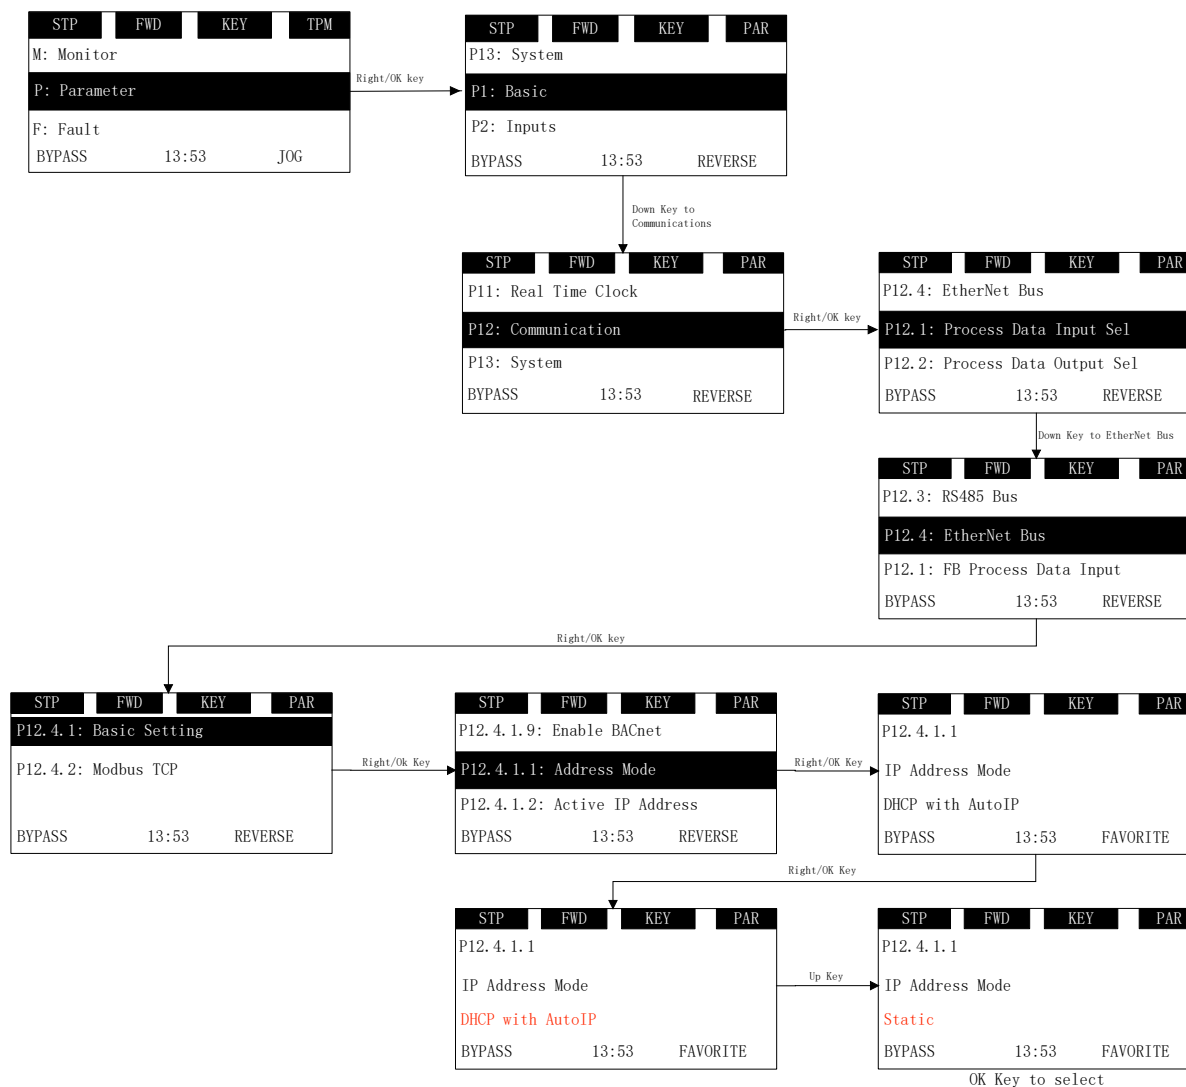 STP FWD KEY TPM
M: Monitor
P: Parameter
F: Fault
BYPASS 13:53 JOG
Right/OK key
STP FWD KEY PAR
P13: System
P1: Basic
P2: Inputs
BYPASS 13:53 REVERSE
Down Key to
Communications
STP FWD KEY PAR
P11: Real Time Clock
P12: Communication
P13: System
BYPASS 13:53 REVERSE
Right/OK key
STP FWD KEY PAR
P12.4: EtherNet Bus
P12.1: Process Data Input Sel
P12.2: Process Data Output Sel
BYPASS 13:53 REVERSE
Down Key to EtherNet Bus
STP FWD KEY PAR
P12.3: RS485 Bus
P12.4: EtherNet Bus
P12.1: FB Process Data Input
BYPASS 13:53 REVERSE
Right/OK key
STP FWD KEY PAR
P12.4.1: Basic Setting
P12.4.2: Modbus TCP
BYPASS 13:53 REVERSE
Right/Ok Key
STP FWD KEY PAR
P12.4.1.9: Enable BACnet
P12.4.1.1: Address Mode
P12.4.1.2: Active IP Address
BYPASS 13:53 REVERSE
Right/OK Key
STP FWD KEY PAR
P12.4.1.1
IP Address Mode
DHCP with AutoIP
BYPASS 13:53 FAVORITE
Right/OK Key
STP FWD KEY PAR
P12.4.1.1
IP Address Mode
DHCP with AutoIP
BYPASS 13:53 FAVORITE
Up Key
STP FWD KEY PAR
P12.4.1.1
IP Address Mode
Static
BYPASS 13:53 FAVORITE
OK Key to select